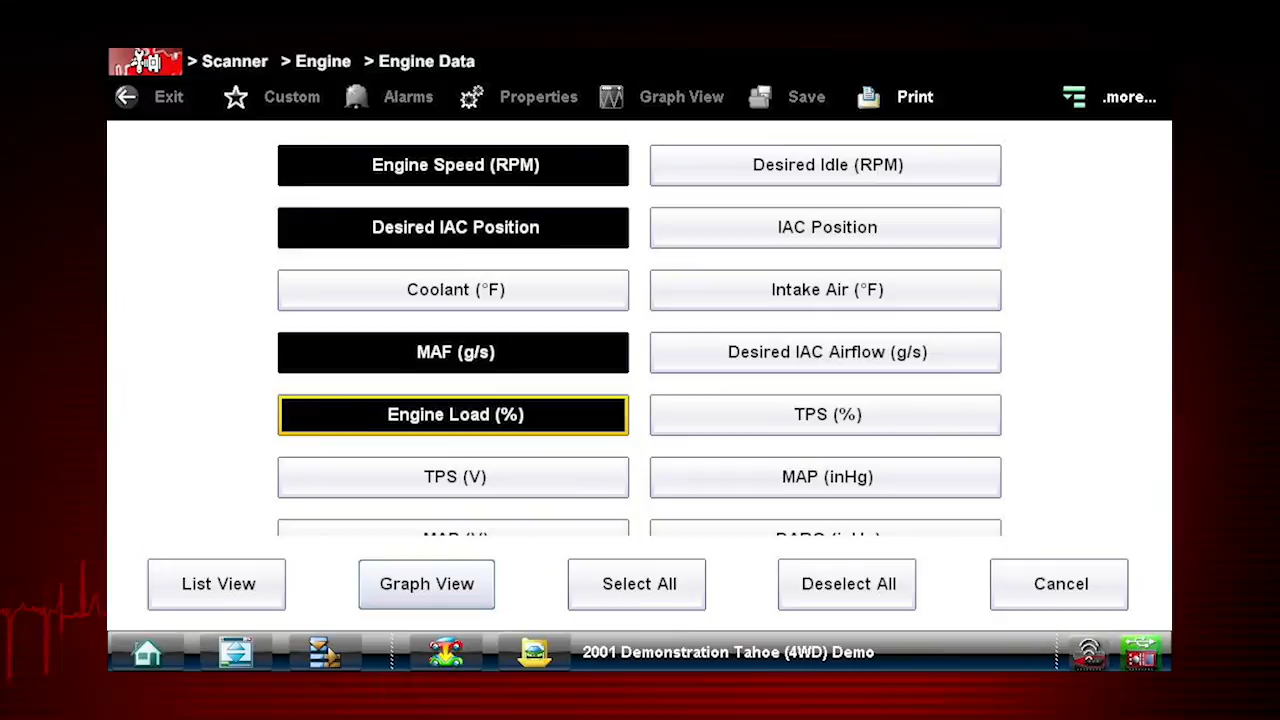 > Scanner > Engine > Engine Data
Exit Custom Alarms Properties Graph View Save Print .more...
Engine Speed (RPM) Desired Idle (RPM)
Desired IAC Position IAC Position
Coolant (°F) Intake Air (°F)
MAF (g/s) Desired IAC Airflow (g/s)
Engine Load (%) TPS (%)
TPS (V) MAP (inHg)
List View Graph View Select All Deselect All Cancel
2001 Demonstration Tahoe (4WD) Demo